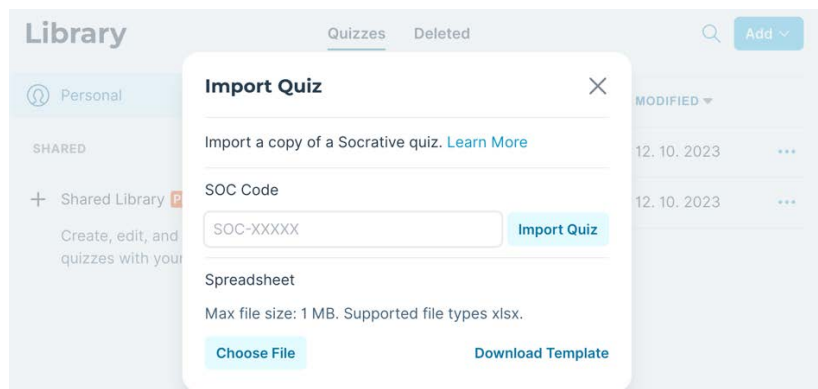 Library
Quizzes
Deleted
Add
Personal
Import Quiz
MODIFIED
Import a copy of a Socrative quiz. Learn More
SHARED
12. 10. 2023
SOC Code
Shared Library
12. 10. 2023
SOC-XXXXX
Import Quiz
Create, edit, and
quizzes with your
Spreadsheet
Max file size: 1 MB. Supported file types xlsx.
Choose File
Download Template